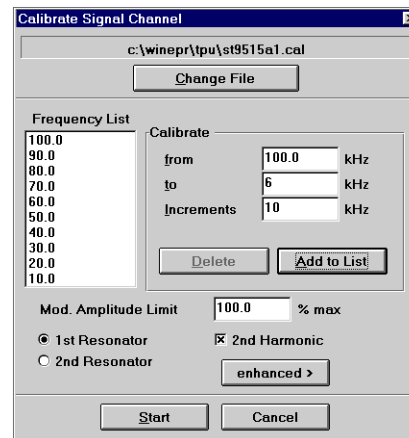 Calibrate Signal Channel
c:\winepr\tpu\st9515a1.cal
Change File
Frequency List
100.0
90.0
80.0
70.0
60.0
50.0
40.0
30.0
20.0
10.0
Calibrate
from 100.0 kHz
to 6 kHz
Increments 10 kHz
Delete Add to List
Mod. Amplitude Limit 100.0 % max
1st Resonator 2nd Harmonic
2nd Resonator
enhanced >
Start Cancel